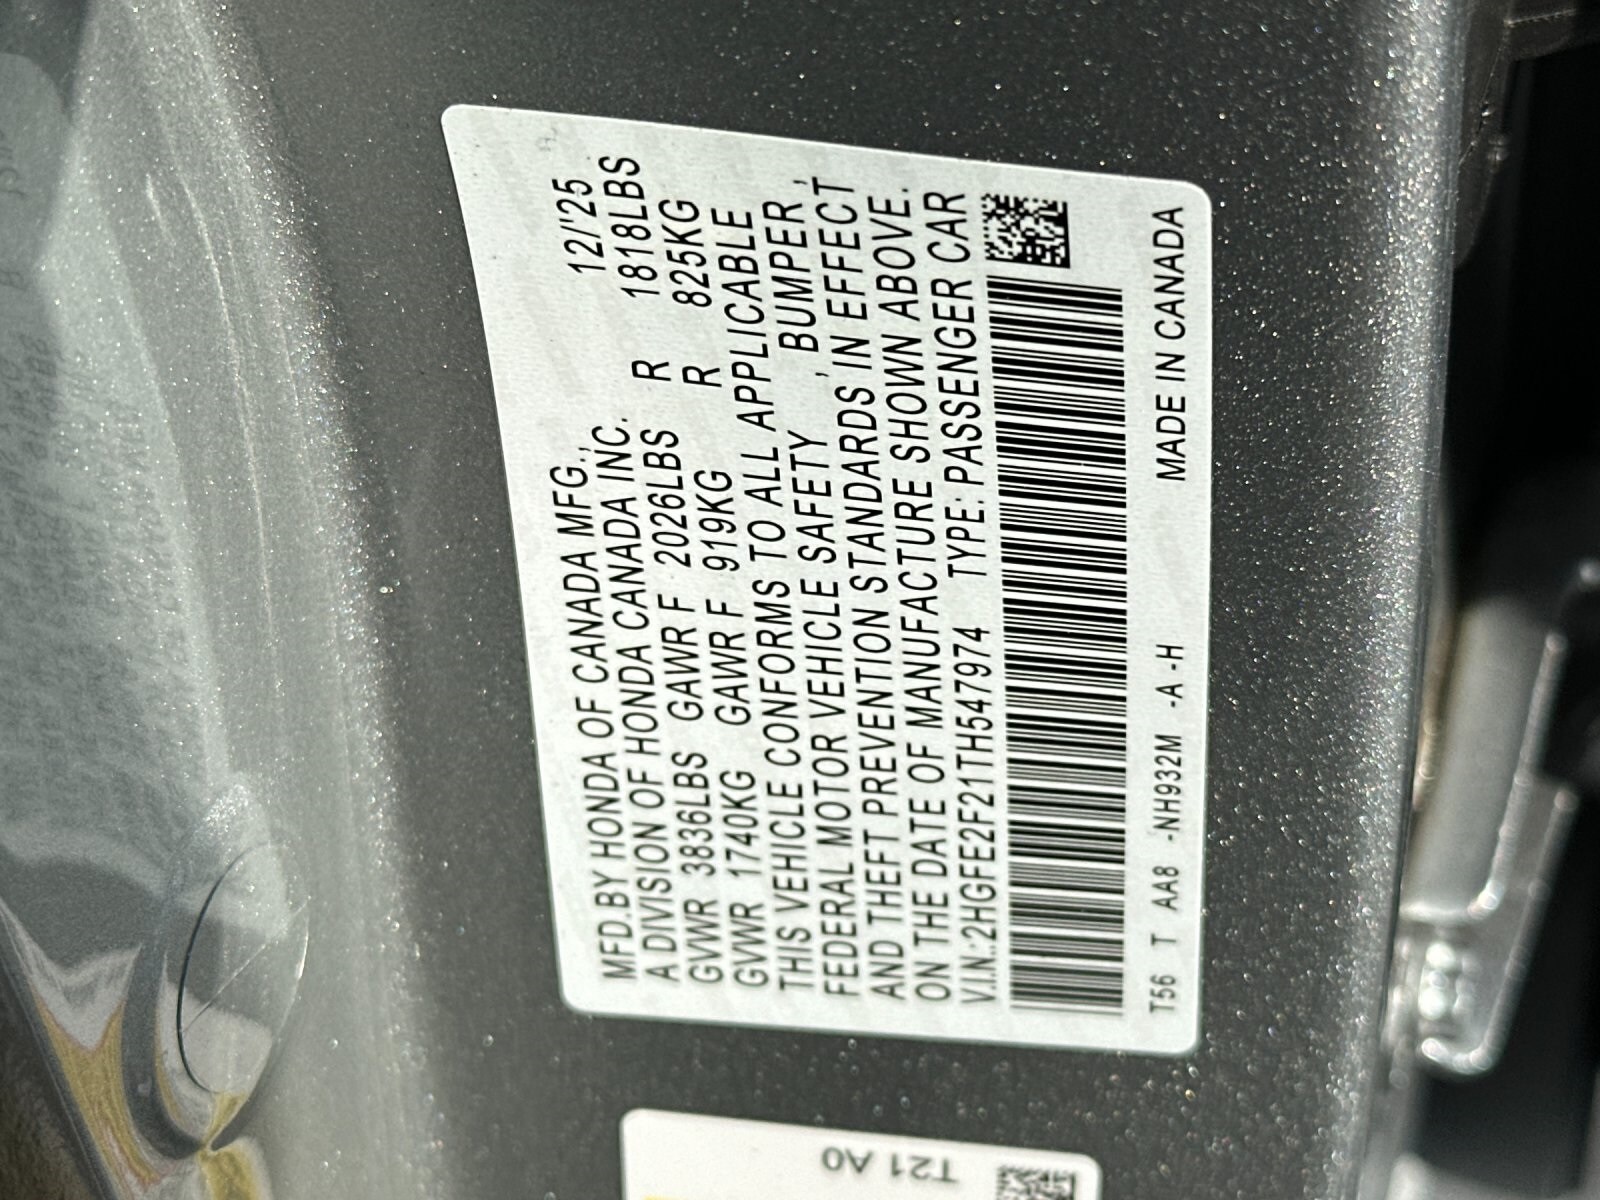 MFD.BY HONDA OF CANADA MFG., 12/'25
A DIVISION OF HONDA CANADA INC.
GVWR 3836LBS GAWR F 2026LBS R 1818LBS
GVWR 1740KG GAWR F 919KG R 825KG
THIS VEHICLE CONFORMS TO ALL APPLICABLE
FEDERAL MOTOR VEHICLE SAFETY , BUMPER,
AND THEFT PREVENTION STANDARDS IN EFFECT
ON THE DATE OF MANUFACTURE SHOWN ABOVE.
V.I.N.:2HGFE2F21TH547974 TYPE: PASSENGER CAR
T56 T AA8 -NH932M -A -H MADE IN CANADA
T21 A0